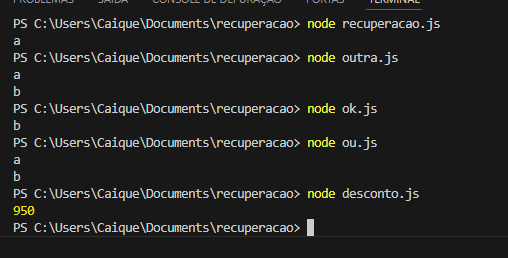 PROBLEMAS SAÍDA CONSOLE DE DEPURAÇÃO PORTAS TERMINAL
PS C:\Users\Caique\Documents\recuperacao> node recuperacao.js
a
PS C:\Users\Caique\Documents\recuperacao> node outra.js
a
b
PS C:\Users\Caique\Documents\recuperacao> node ok.js
b
PS C:\Users\Caique\Documents\recuperacao> node ou.js
a
b
PS C:\Users\Caique\Documents\recuperacao> node desconto.js
950
PS C:\Users\Caique\Documents\recuperacao>